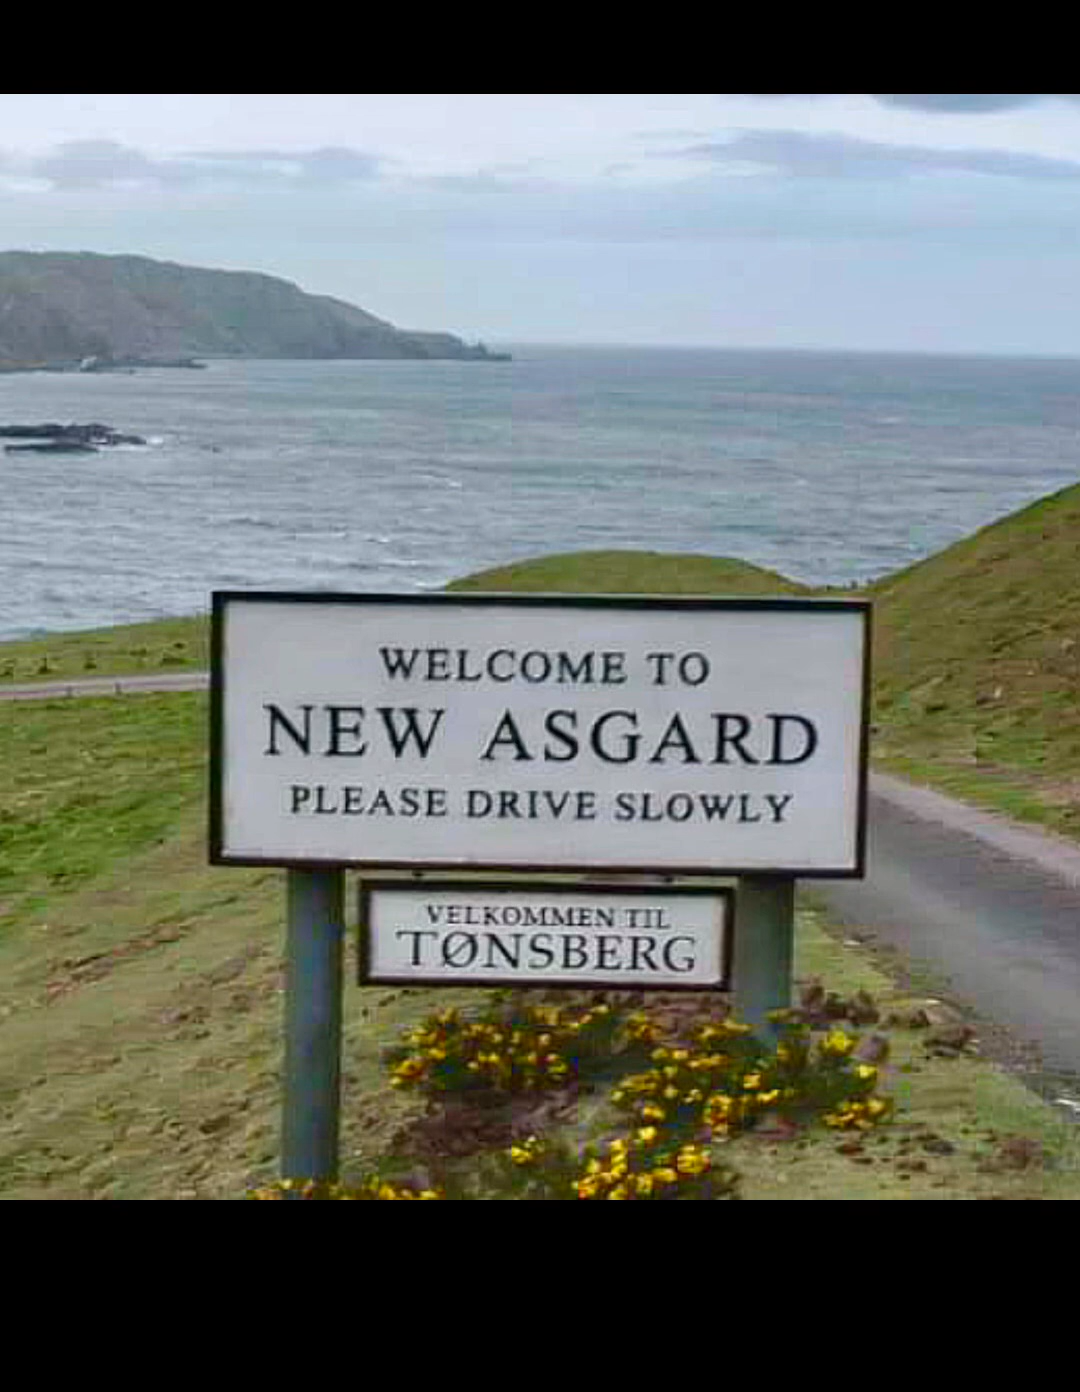 WELCOME TO
NEW ASGARD
PLEASE DRIVE SLOWLY
VELKOMMEN TIL
TØNSBERG